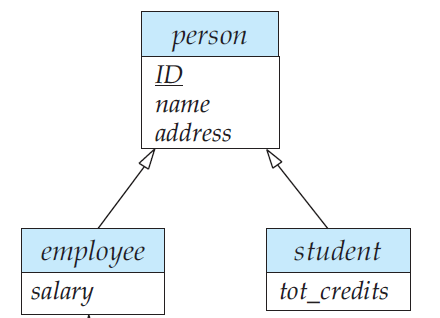 person
ID
name
address
employee
salary
student
tot_credits